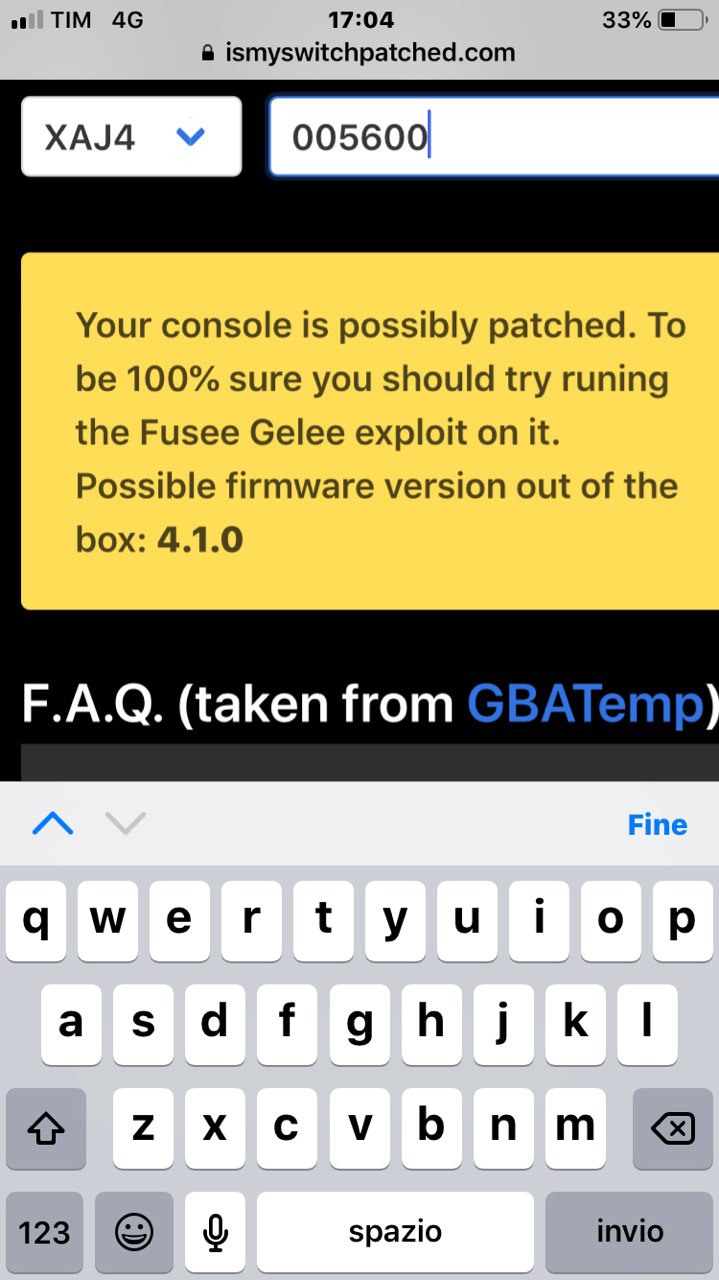 TIM 4G 17:04 33%
ismyswitchpatched.com
XAJ4 005600
Your console is possibly patched. To
be 100% sure you should try runing
the Fusee Gelee exploit on it.
Possible firmware version out of the
box: 4.1.0
F.A.Q. (taken from GBATemp)
Fine
q w e r t y u i o p
a s d f g h j k l
z x c v b n m
123 spazio invio